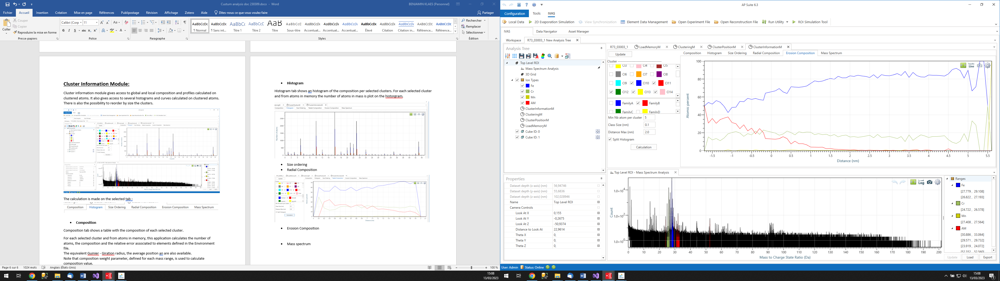 Custum analysis doc 230309.docx - Word
BENJAMIN KLAES (Personnel)
Fichier Accueil Insertion Création Mise en page Références Publipostage Révision Affichage Zotero Aide Dites-nous ce que vous voulez faire
Partager
Coller
Couper
Copier
Reproduire la mise en forme
Presse-papiers
Calibri (Corp 11
Police
Paragraphe
¶ Normal ¶ Sans int... Titre 1 Titre 2 Titre Sous-titre Accentuat... Accentuat... Accentuat... Élevé Citation Citation in... Référence... Référence...
Styles
Rechercher
Remplacer
Sélectionner
Édition
Cluster Information Module:
Cluster information module gives access to global and local composition and profiles calculated on
clustered atoms. It also gives access to several histograms and curves calculated on clustered atoms.
There is also the possibility to reorder by size the clusters.
The calculation is made on the selected tab :
Composition Histogram Size Ordering Radial Composition Erosion Composition Mass Spectrum
• Composition
Composition tab shows a table with the composition of each selected cluster.
For each selected cluster and from atoms in memory, this application calculates the number of
atoms, the composition and the relative error associated to elements defined in the Environment
file.
The equivalent Guinier - Giration radius, the average position an are also available.
Note that composition weight parameter, defined for each mass range, is used to calculate
composition value.
• Histogram
Histogram tab shows an histogram of the composition per selected clusters. For each selected cluster
and from atoms in memory the number of atoms in mass is plot on the historgram.
• Size ordering
• Radial Composition
• Erosion Composition
• Mass spectrum
Page 6 sur 6 1024 mots Anglais (États-Unis)
100 %
15:08
13/03/2023
AP Suite 6.3
Configuration Tools IVAS
Local Data 2D Evaporation Simulation View Synchronization Element Data Management Open Experiment File Open Reconstruction File Run Utility ROI Simulation Tool
IVAS Data Navigator Asset Manager
Workspace R73_03003_1 New Analysis Tree
Analysis Tree
Top Level ROI
Mass Spectrum Analysis
3D Grid
Ion Types
Fe
Cr
Mn
AM
ClusterInformationM
ClusteringM
ClusterPositionM
LoadMemoryM
Cube ID: 0
Cube ID: 1
Properties
Dataset depth (x-axis) (nm) 56,94746
Dataset depth (y-axis) (nm) 55,6836
Dataset depth (z-axis) (nm) 102,028946
Name Top Level ROI
Camera Controls
Look At X 0,155
Look At Y -0,2675
Look At Z -50,9374
Distance to Look At 22,9614
Theta X 0,
Theta Y 0,
Theta Z 0,
R73_03003_1 LoadMemoryM ClusteringM ClusterPositionM ClusterInformationM
Update
Composition Histogram Size Ordering Radial Composition Erosion Composition Mass Spectrum
Cluster
Cl3 Cl4 Cl5
Cl6 Cl7 Cl8
Cl9 Cl10 Cl11
Cl12 Cl13 Cl14
FamilyA FamilyB
FamilyC FamilyD
Min Nb atom per cluster 5
Class Size (nm) 0.1
Distance Max (nm) 2.0
Split Histogram
Calculation
Line
Atomic percent
100
80
60
40
20
0
-1.5 -1 -0.5 0 0.5 1 1.5 2 2.5 3 3.5 4 4.5 5 5.5
Distance (nm)
Top Level ROI - Mass Spectrum Analysis
Log
Count
1.0×10⁴
1.0×10²
1.0×10⁰
0 10 20 30 40 50 60 70 80 90 100 110 120 130 140 150 160 170 180 190 200
Mass to Charge State Ratio (Da)
Ranges
Fe
[27.779 , 29.108]
[26.822 , 27.193]
Cr
[24.722 , 26.578]
Mn
[27.408 , 27.564]
AM
[30.886 , 33.064]
[29.571 , 29.732]
[23.919 , 24.072]
[52.352 , 52.560]
Update Load Export
User: Admin Status: Online
15:08
13/03/2023